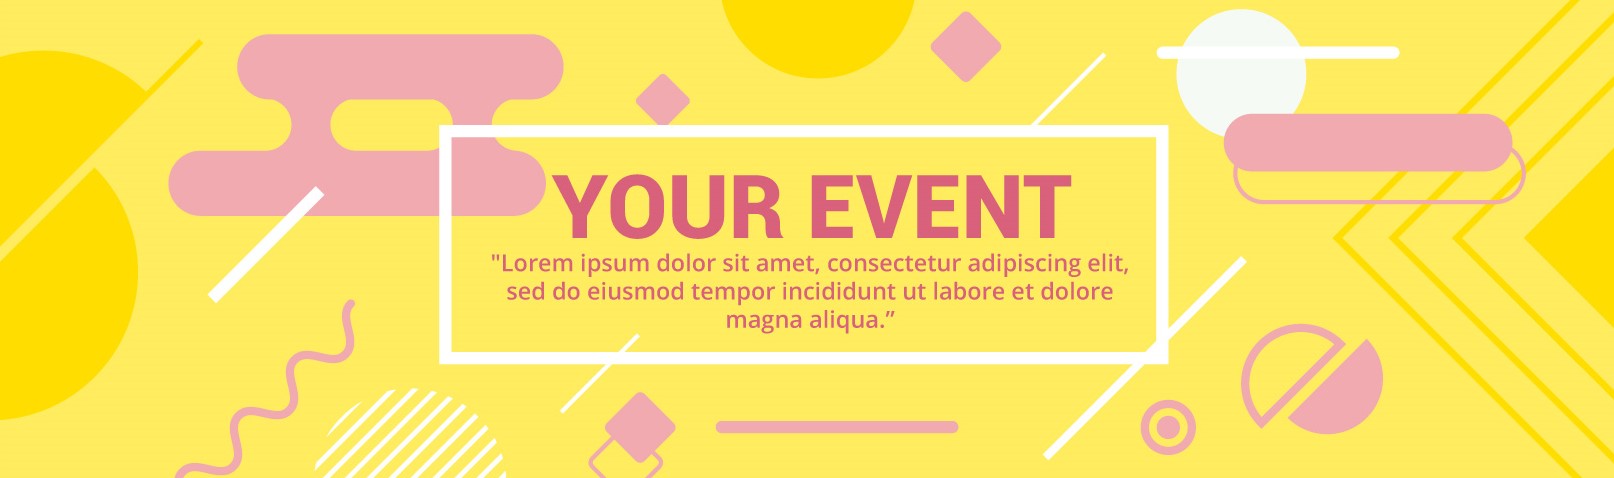 YOUR EVENT
"Lorem ipsum dolor sit amet, consectetur adipiscing elit,
sed do eiusmod tempor incididunt ut labore et dolore
magna aliqua.”